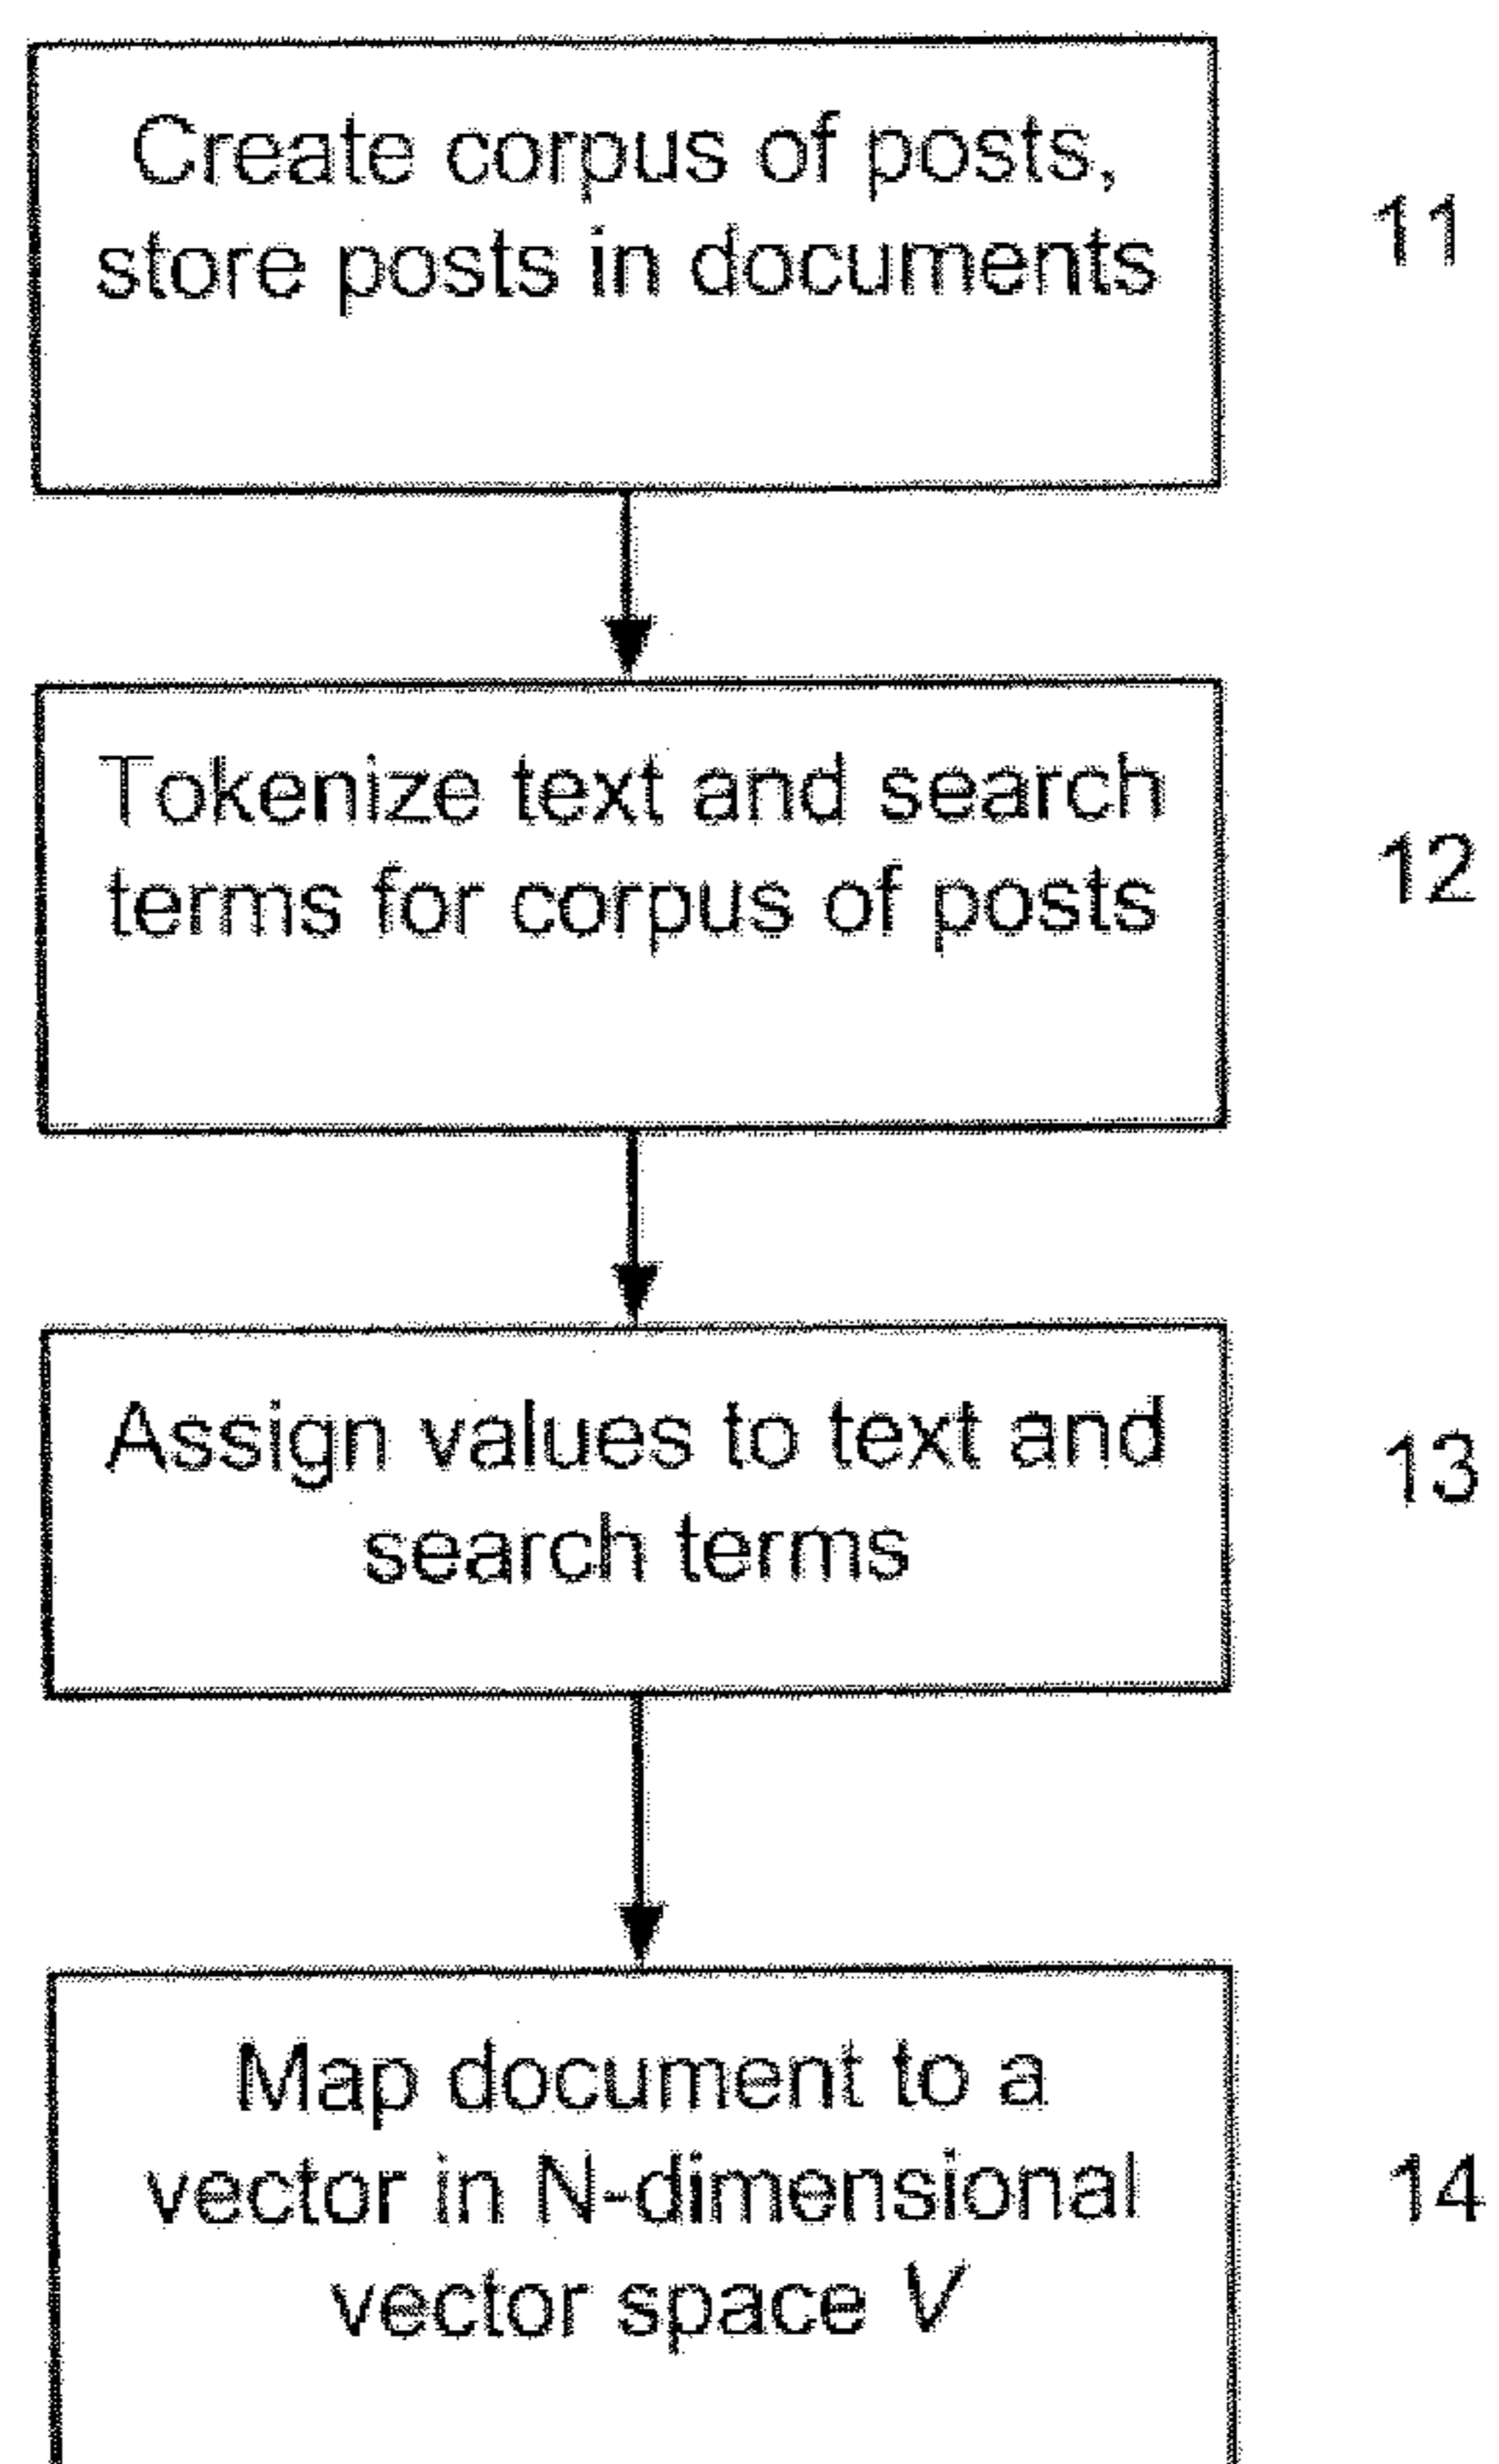 Create corpus of posts,
store posts in documents
11
Tokenize text and search
terms for corpus of posts
12
Assign values to text and
search terms
13
Map document to a
vector in N-dimensional
vector space V
14